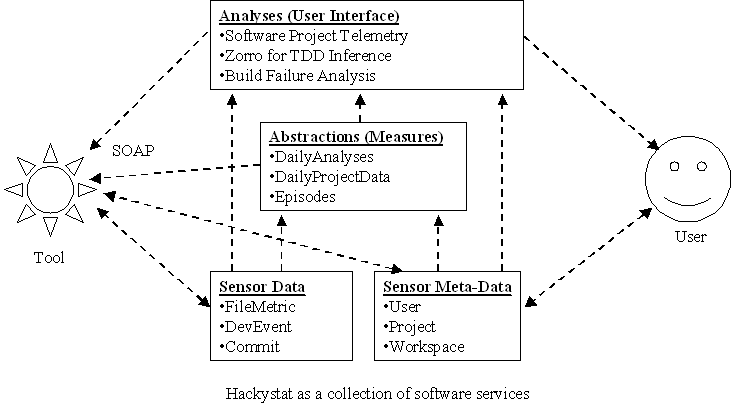 Analyses (User Interface)
•Software Project Telemetry
•Zorro for TDD Inference
•Build Failure Analysis
SOAP
Abstractions (Measures)
•DailyAnalyses
•DailyProjectData
•Episodes
Tool
User
Sensor Data
•FileMetric
•DevEvent
•Commit
Sensor Meta-Data
•User
•Project
•Workspace
Hackystat as a collection of software services